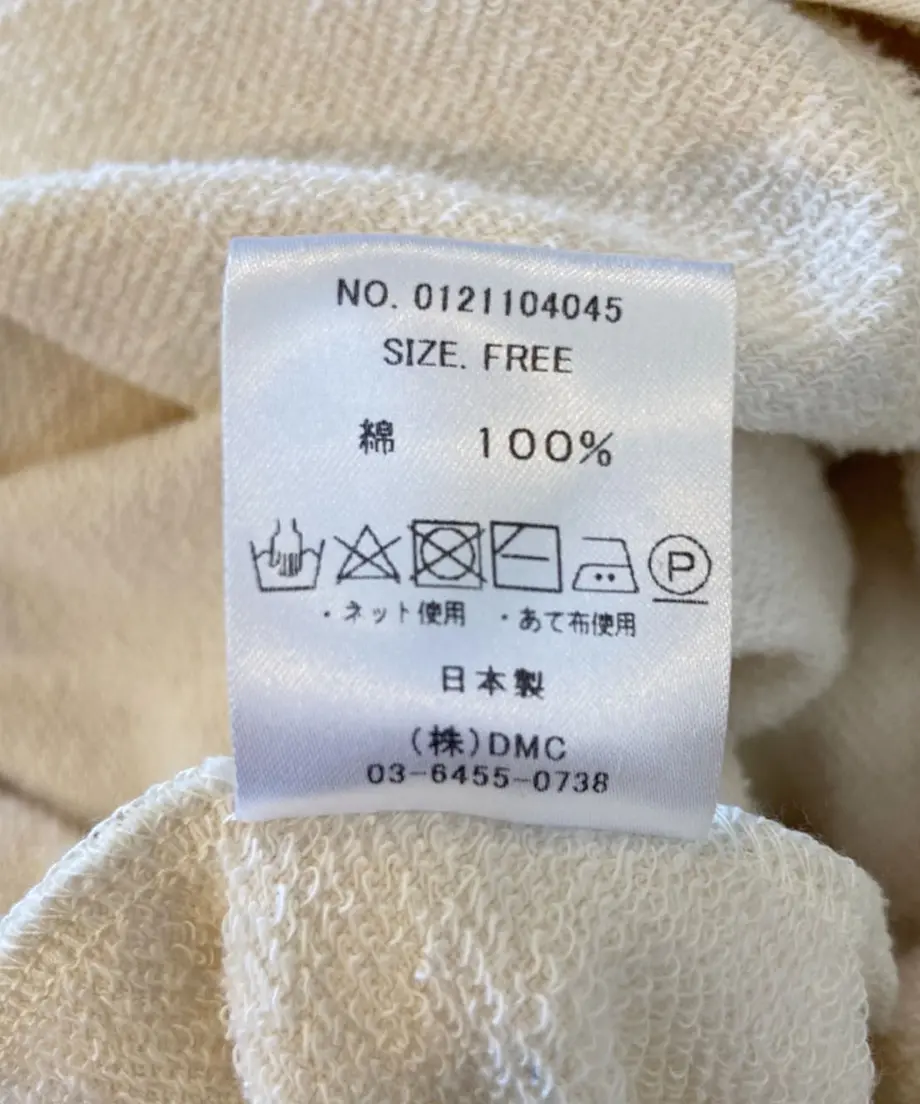 NO. 0121104045
SIZE. FREE
綿 100%
P
・ネット使用 ・あて布使用
日本製
(株)DMC
03-6455-0738